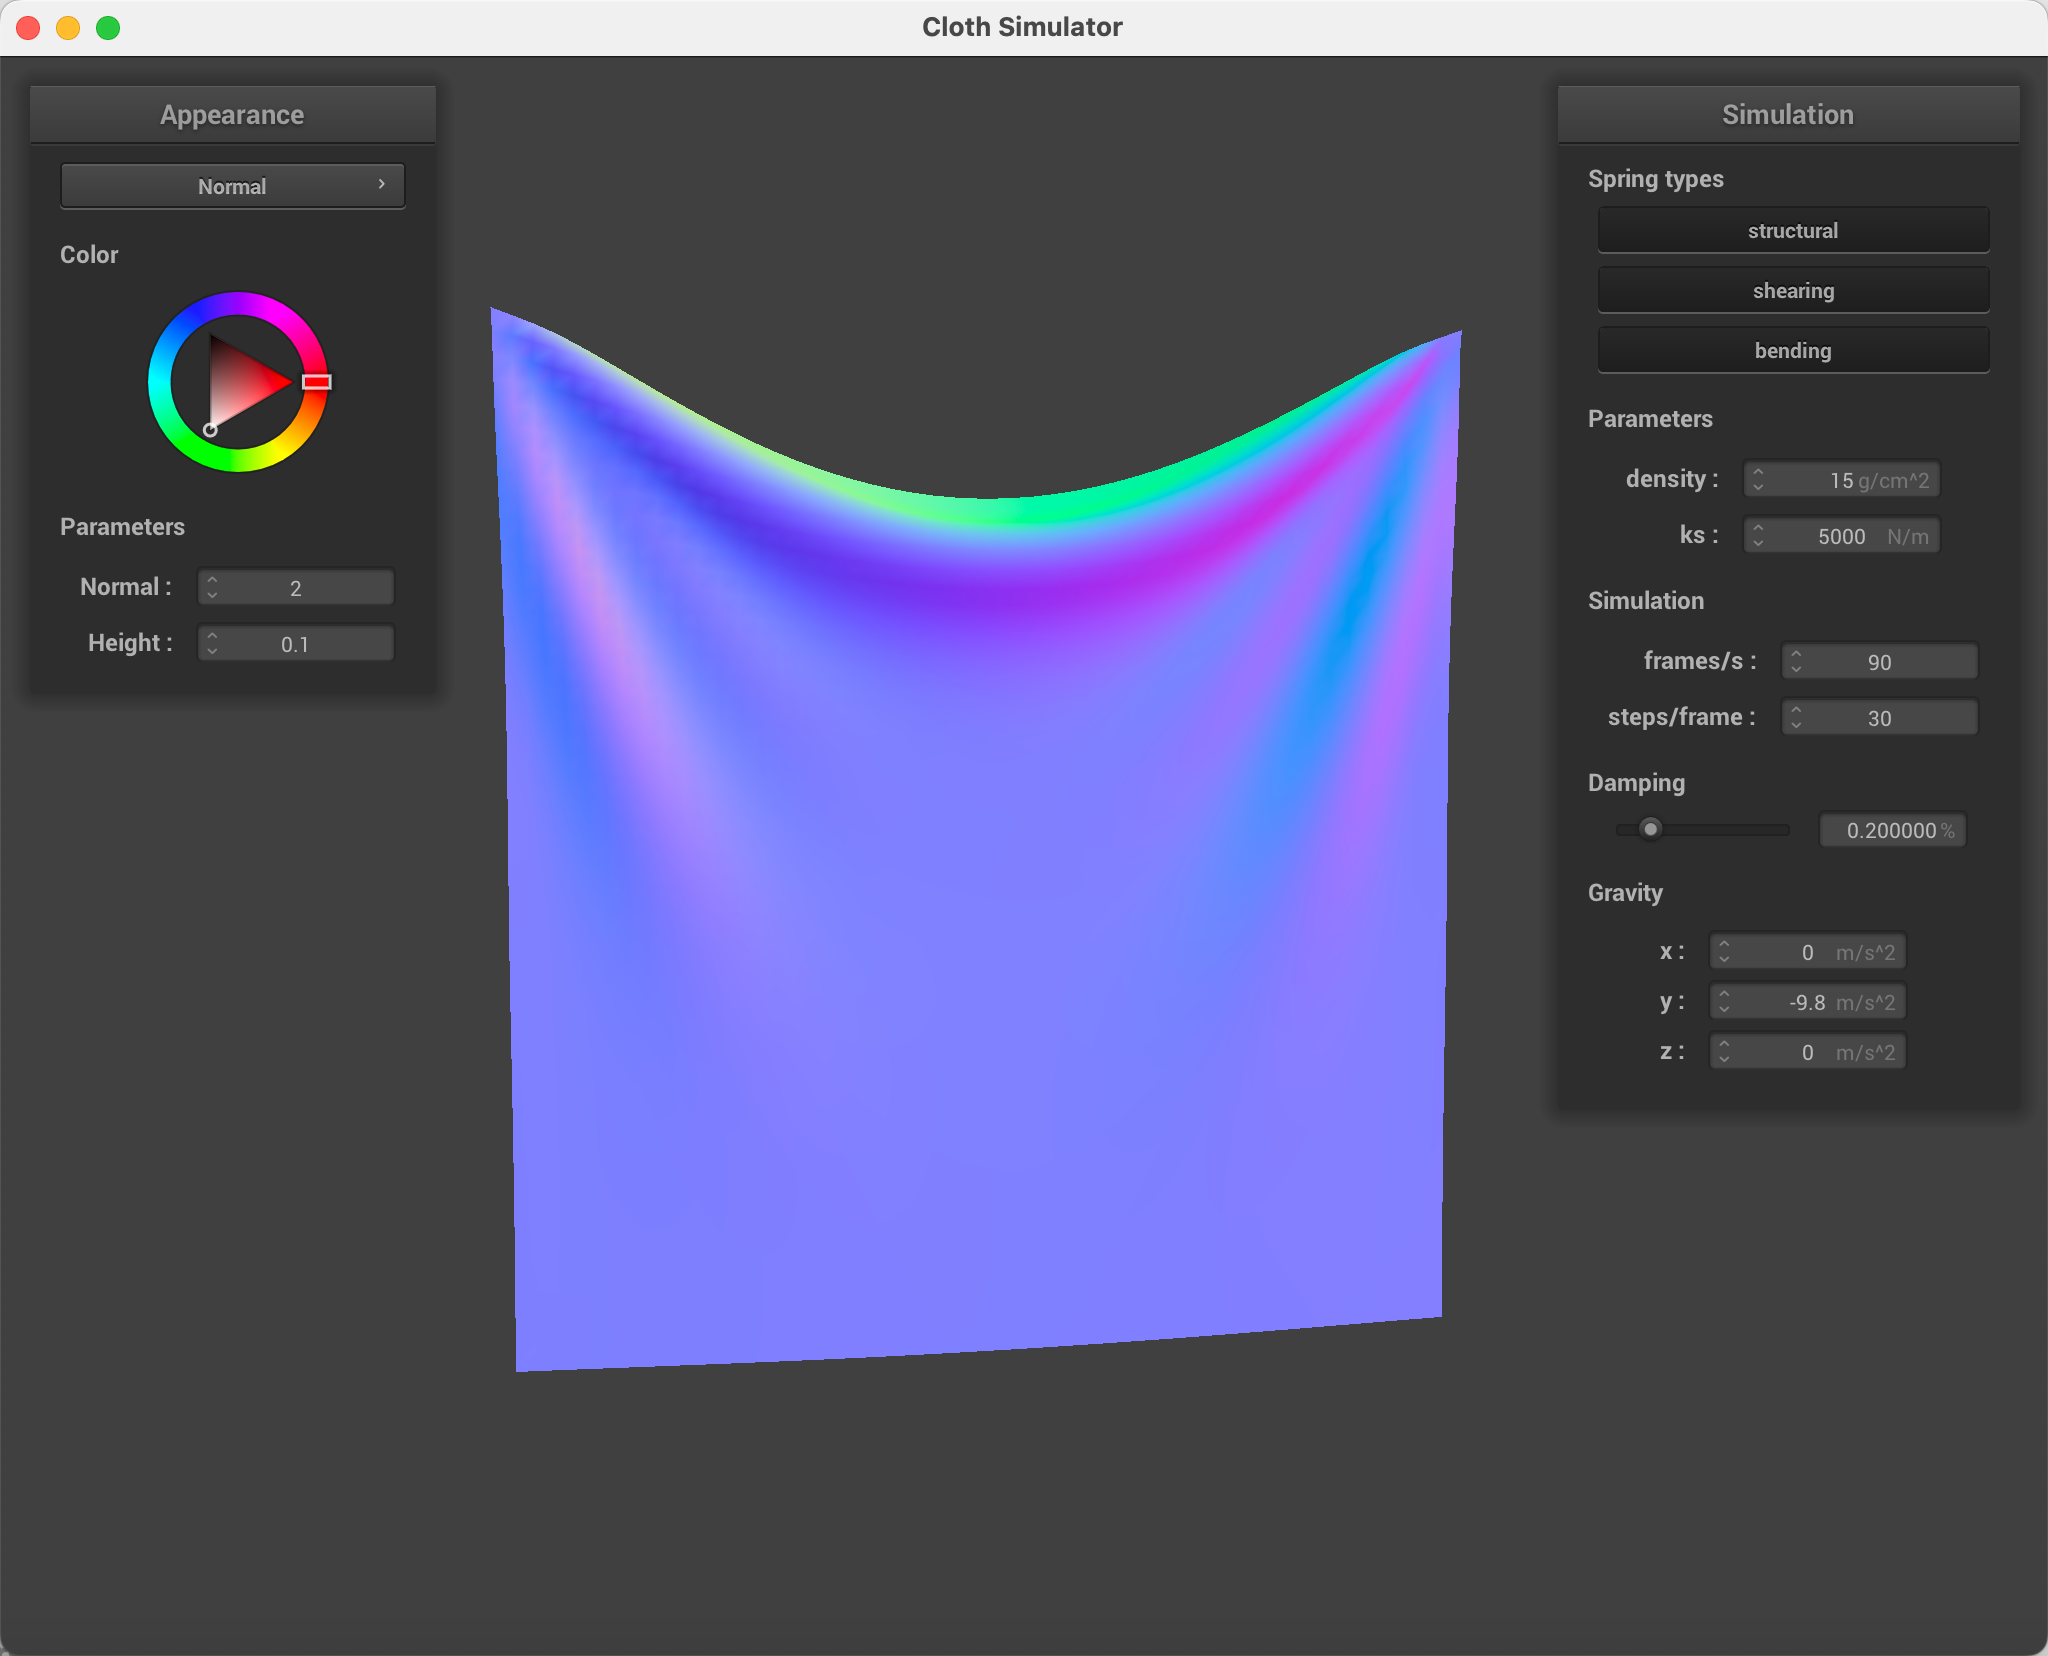 Cloth Simulator
Appearance
Normal
Color
Parameters
Normal : 2
Height : 0.1
Simulation
Spring types
structural
shearing
bending
Parameters
density : 15 g/cm^2
ks : 5000 N/m
Simulation
frames/s : 90
steps/frame : 30
Damping
0.200000 %
Gravity
x : 0 m/s^2
y : -9.8 m/s^2
z : 0 m/s^2